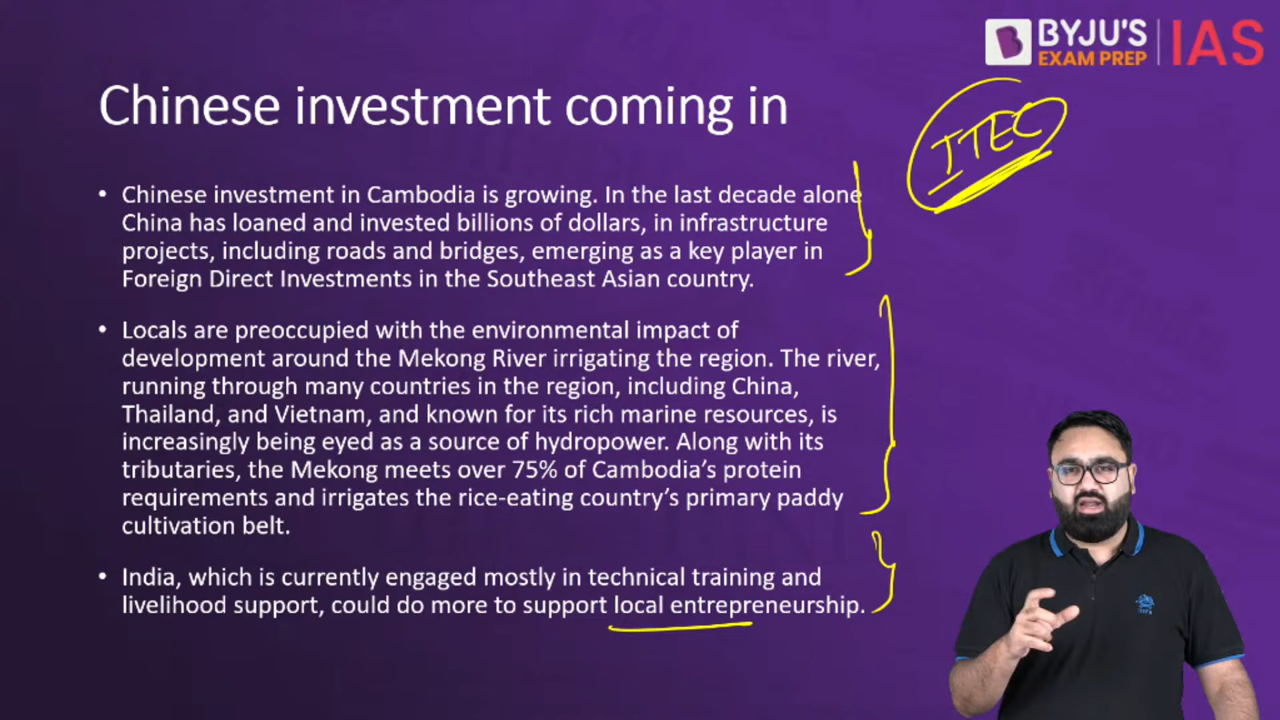 BYJU'S
EXAM PREP
IAS
Chinese investment coming in
ITEC
• Chinese investment in Cambodia is growing. In the last decade alone
China has loaned and invested billions of dollars, in infrastructure
projects, including roads and bridges, emerging as a key player in
Foreign Direct Investments in the Southeast Asian country.
• Locals are preoccupied with the environmental impact of
development around the Mekong River irrigating the region. The river,
running through many countries in the region, including China,
Thailand, and Vietnam, and known for its rich marine resources, is
increasingly being eyed as a source of hydropower. Along with its
tributaries, the Mekong meets over 75% of Cambodia’s protein
requirements and irrigates the rice-eating country’s primary paddy
cultivation belt.
• India, which is currently engaged mostly in technical training and
livelihood support, could do more to support local entrepreneurship.